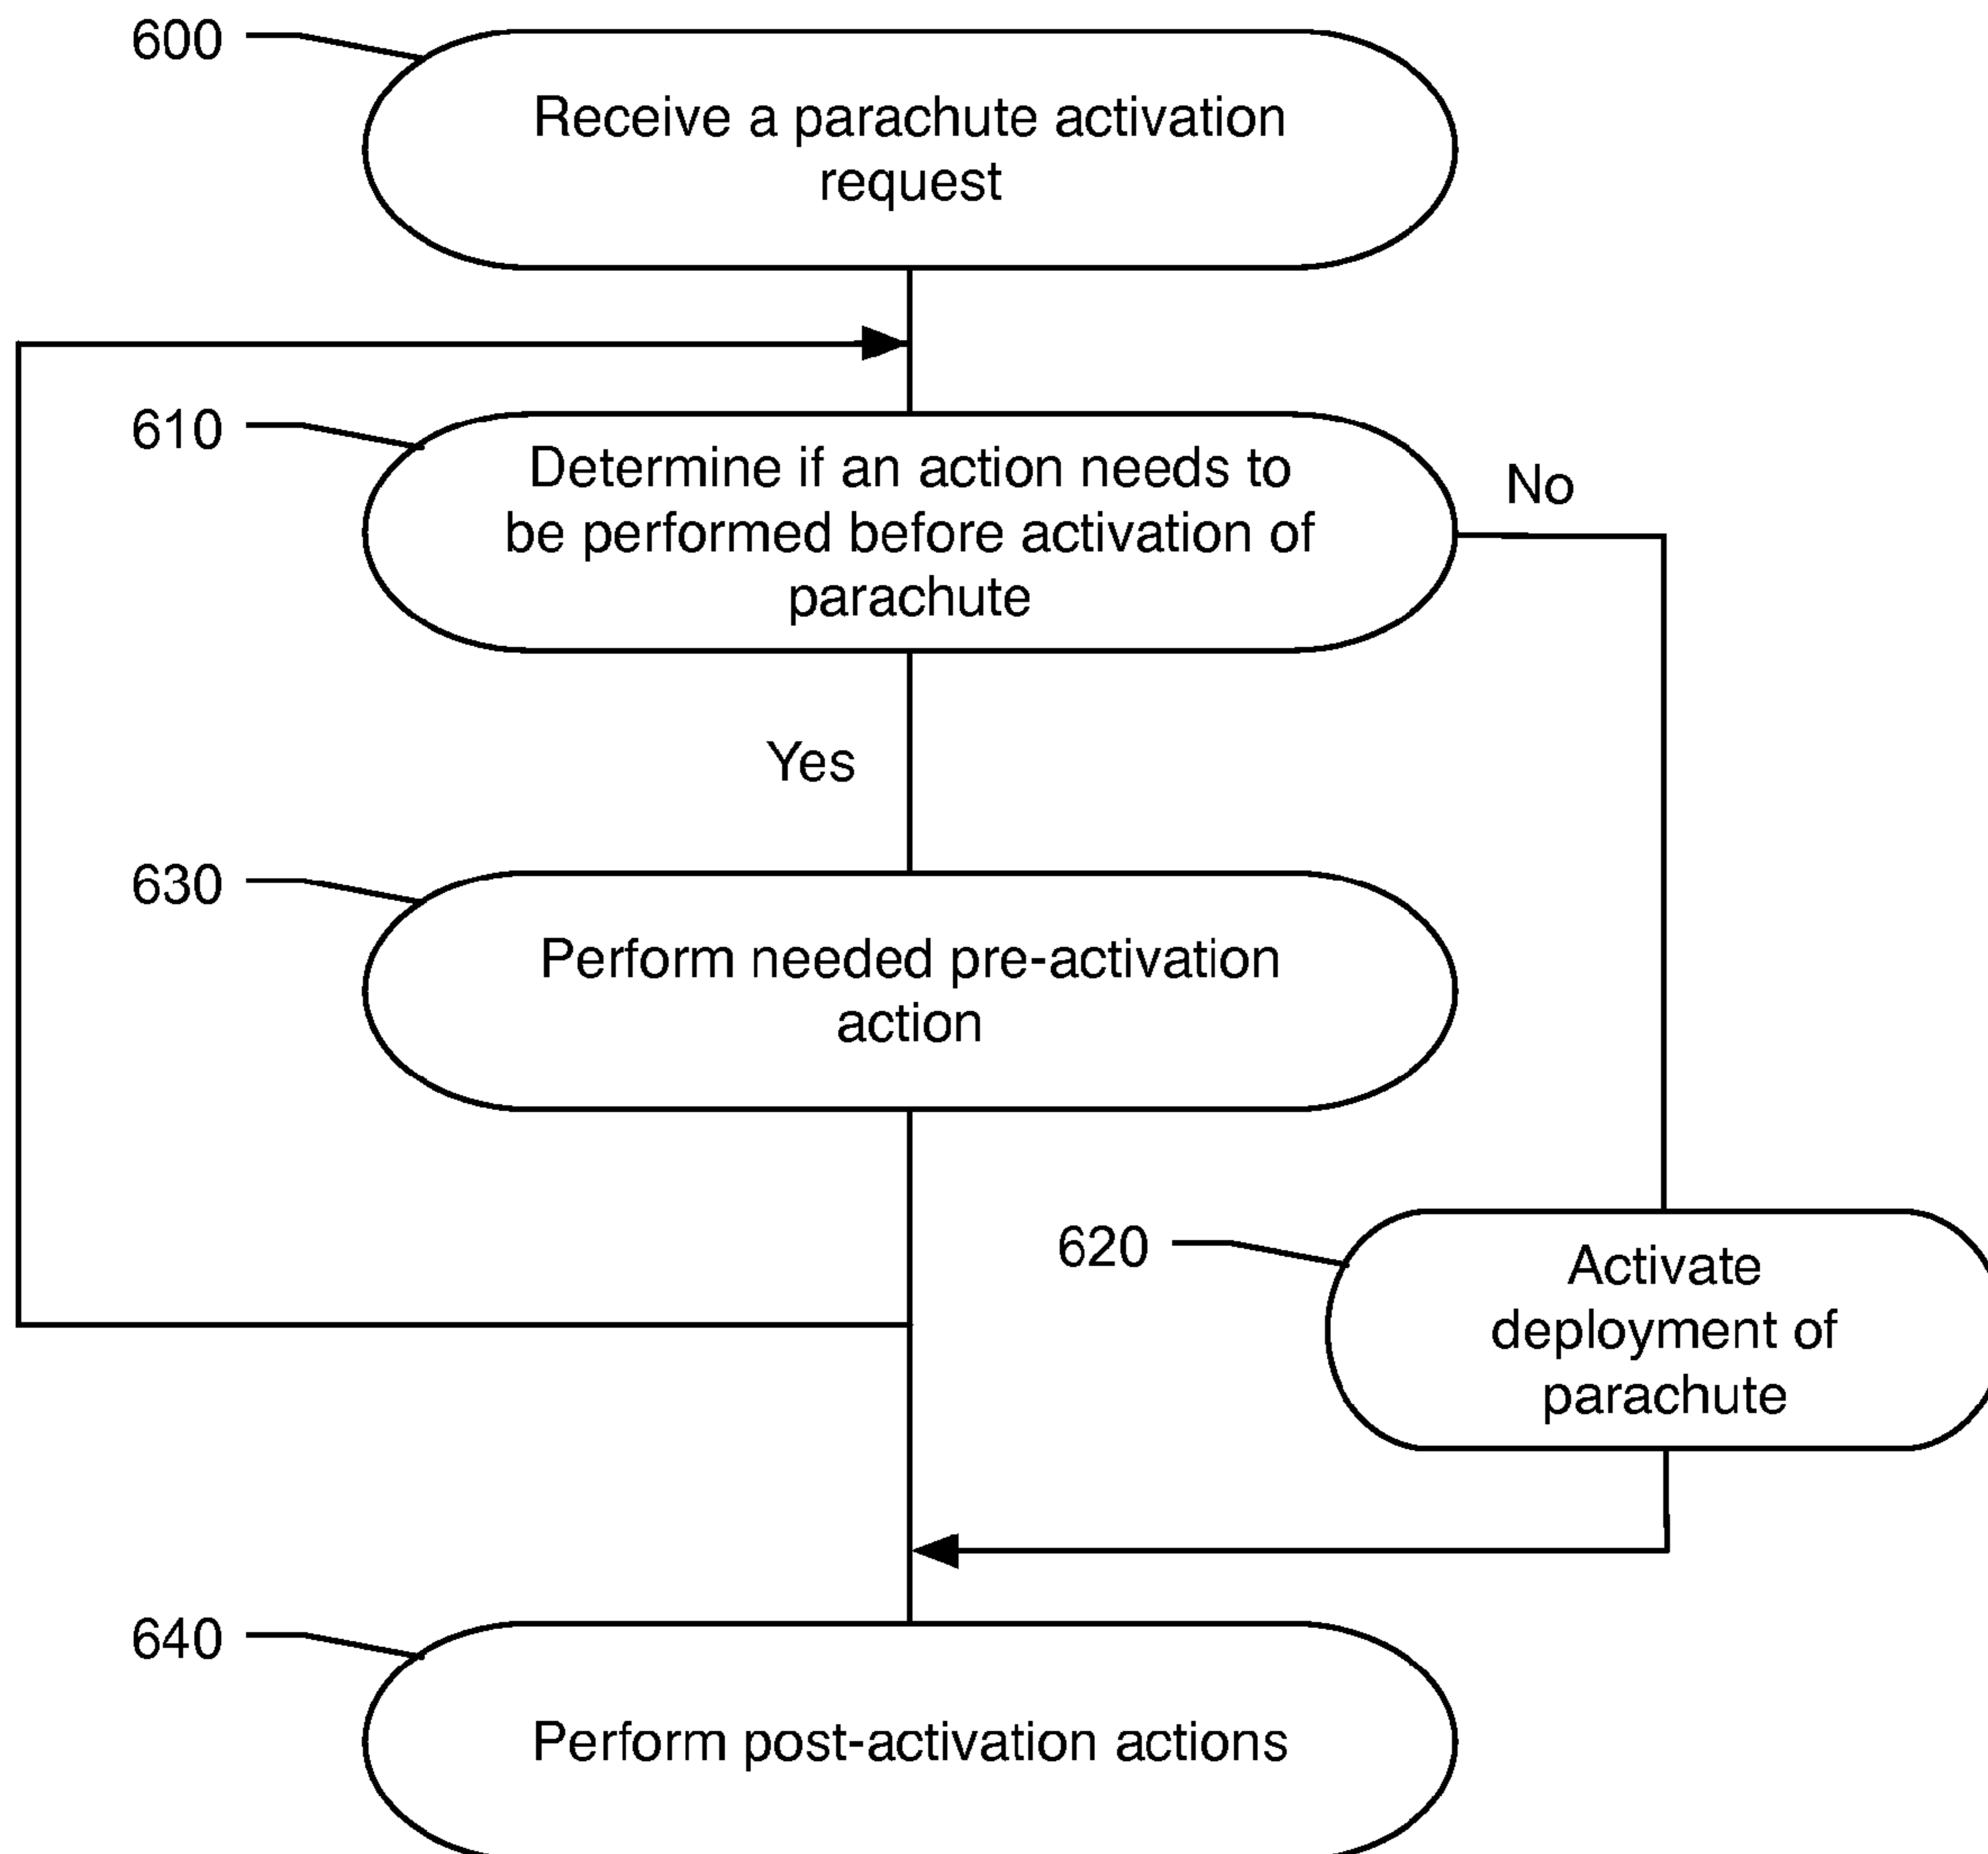 600
Receive a parachute activation
request
610
Determine if an action needs to
be performed before activation of
parachute
No
Yes
630
Perform needed pre-activation
action
620
Activate
deployment of
parachute
640
Perform post-activation actions